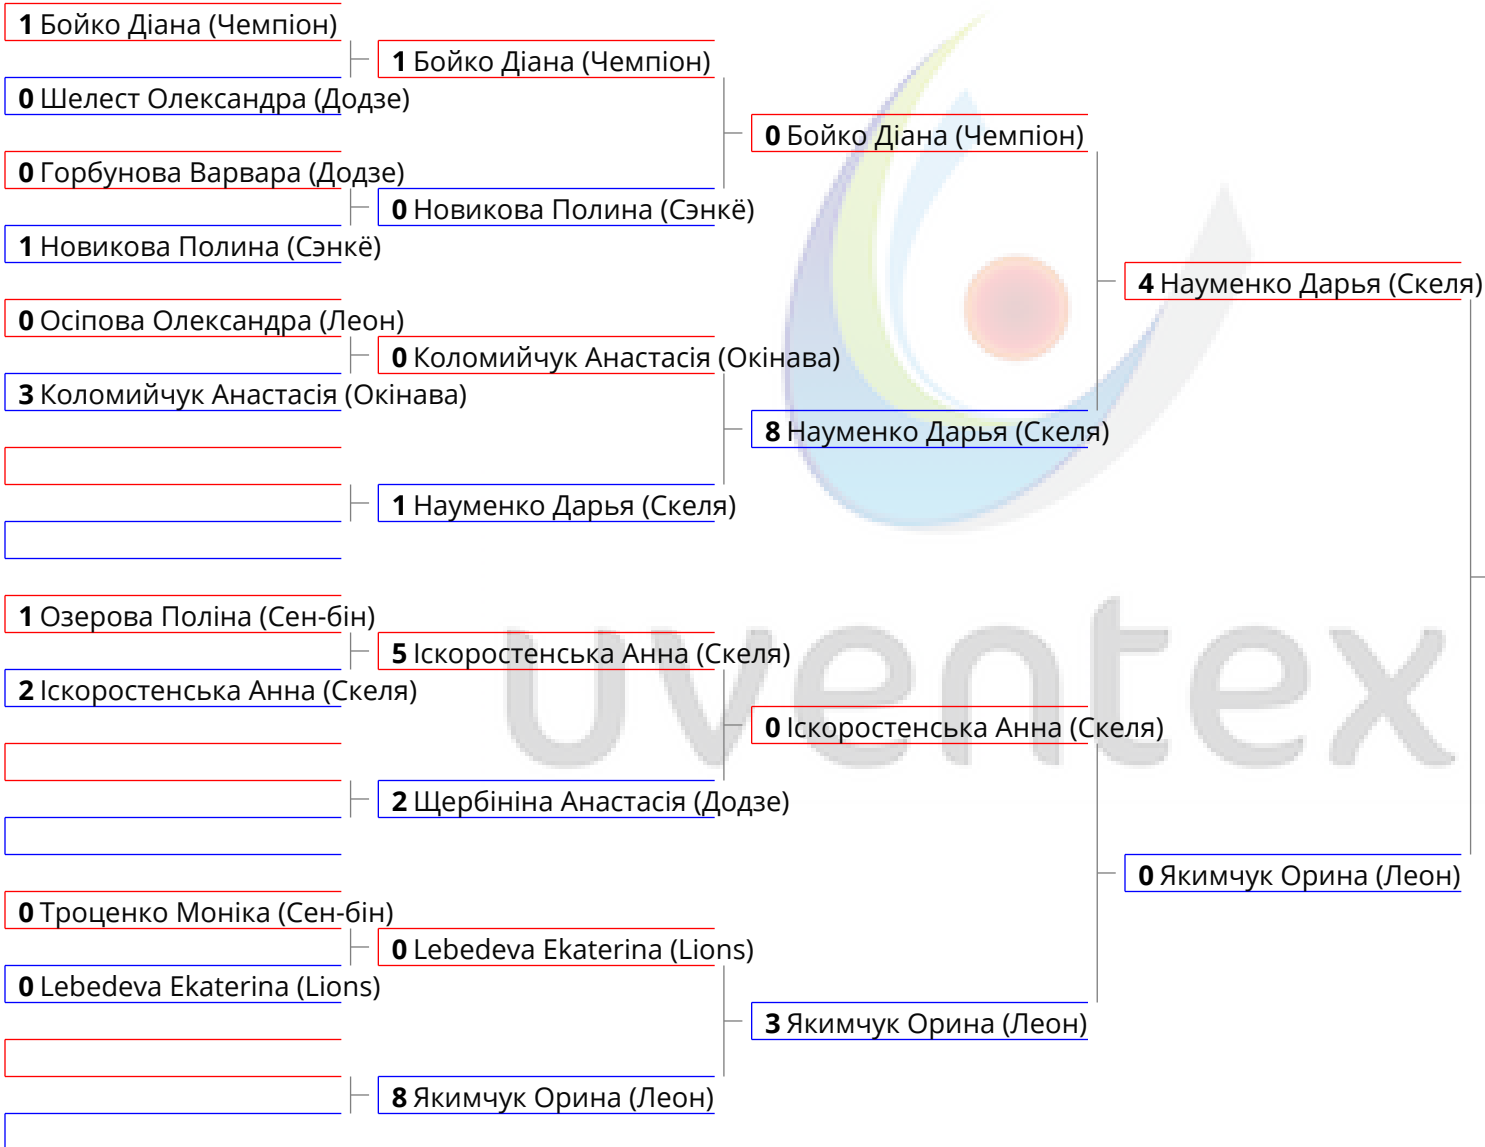 1 Бойко Діана (Чемпіон)
0 Шелест Олександра (Додзе)
0 Горбунова Варвара (Додзе)
1 Новикова Полина (Сэнкё)
0 Осіпова Олександра (Леон)
3 Коломийчук Анастасія (Окінава)
1 Озерова Поліна (Сен-бін)
2 Іскоростенська Анна (Скеля)
0 Троценко Моніка (Сен-бін)
0 Lebedeva Ekaterina (Lions)
1 Бойко Діана (Чемпіон)
0 Новикова Полина (Сэнкё)
0 Коломийчук Анастасія (Окінава)
1 Науменко Дарья (Скеля)
5 Іскоростенська Анна (Скеля)
2 Щербініна Анастасія (Додзе)
0 Lebedeva Ekaterina (Lions)
8 Якимчук Орина (Леон)
0 Бойко Діана (Чемпіон)
8 Науменко Дарья (Скеля)
0 Іскоростенська Анна (Скеля)
3 Якимчук Орина (Леон)
4 Науменко Дарья (Скеля)
0 Якимчук Орина (Леон)
uventex